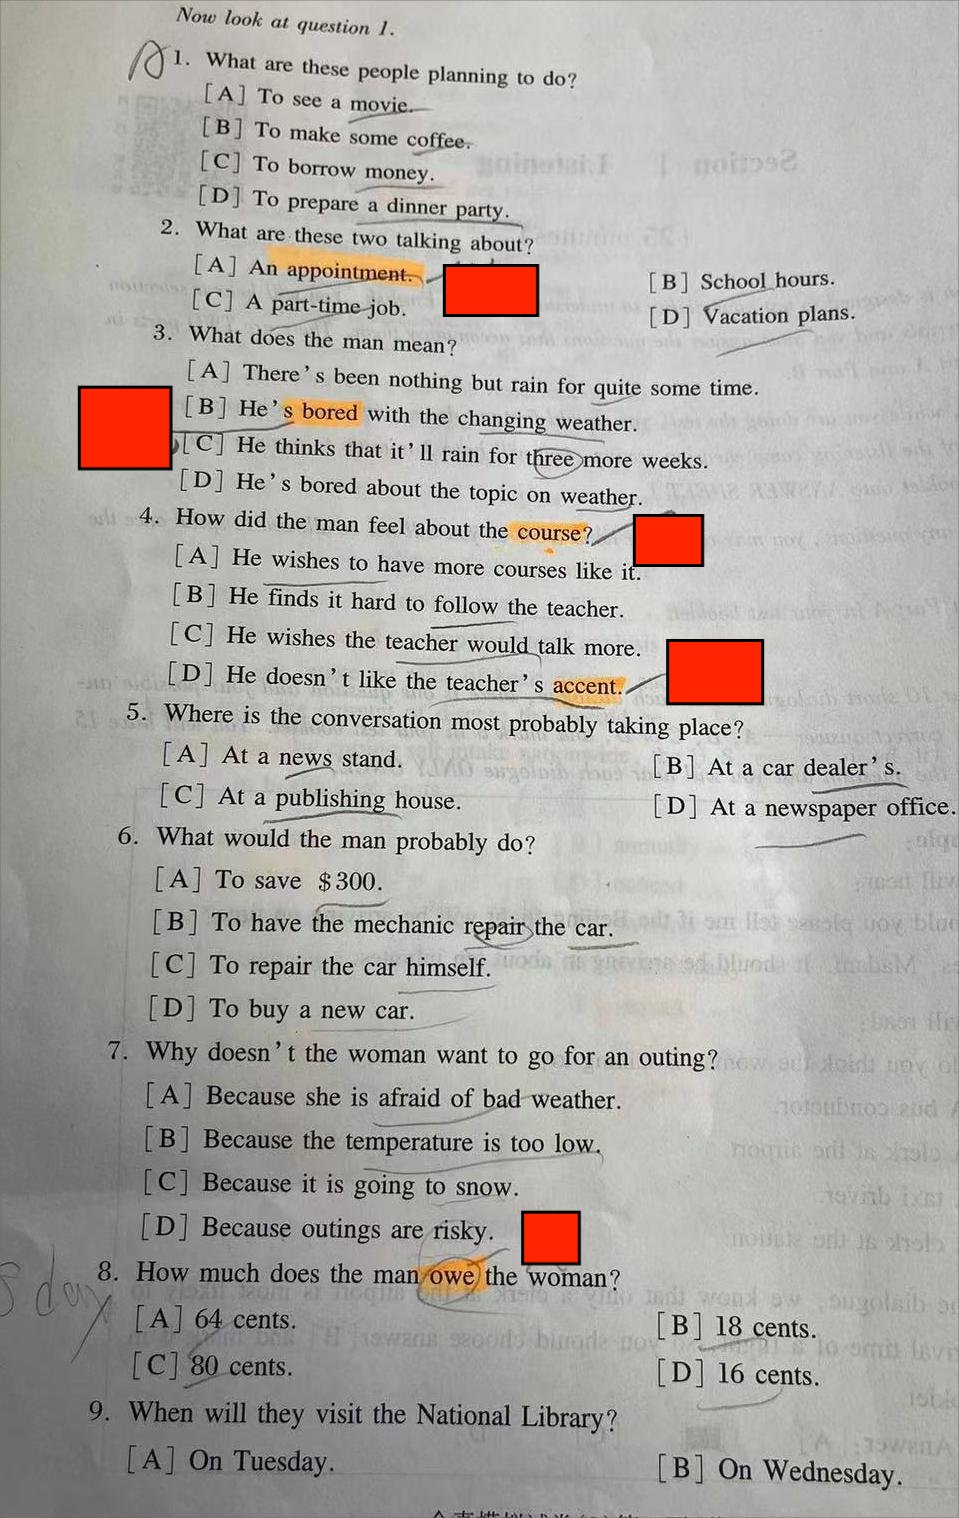 Now look at question 1.
1. What are these people planning to do?
[A] To see a movie.
[B] To make some coffee.
[C] To borrow money.
[D] To prepare a dinner party.
2. What are these two talking about?
[A] An appointment. [B] School hours.
[C] A part-time job. [D] Vacation plans.
3. What does the man mean?
[A] There's been nothing but rain for quite some time.
[B] He's bored with the changing weather.
[C] He thinks that it'll rain for three more weeks.
[D] He's bored about the topic on weather.
4. How did the man feel about the course?
[A] He wishes to have more courses like it.
[B] He finds it hard to follow the teacher.
[C] He wishes the teacher would talk more.
[D] He doesn't like the teacher's accent.
5. Where is the conversation most probably taking place?
[A] At a news stand. [B] At a car dealer's.
[C] At a publishing house. [D] At a newspaper office.
6. What would the man probably do?
[A] To save $300.
[B] To have the mechanic repair the car.
[C] To repair the car himself.
[D] To buy a new car.
7. Why doesn't the woman want to go for an outing?
[A] Because she is afraid of bad weather.
[B] Because the temperature is too low.
[C] Because it is going to snow.
[D] Because outings are risky.
8. How much does the man owe the woman?
[A] 64 cents. [B] 18 cents.
[C] 80 cents. [D] 16 cents.
9. When will they visit the National Library?
[A] On Tuesday. [B] On Wednesday.